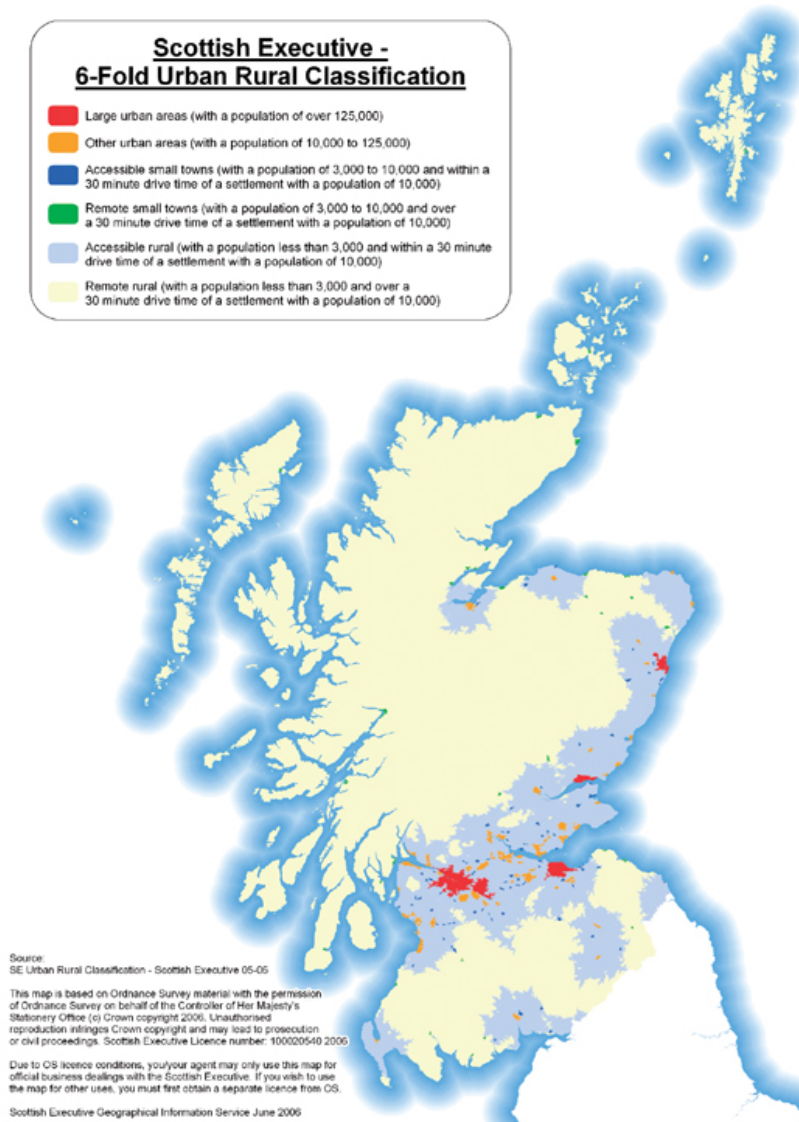 Scottish Executive -
6-Fold Urban Rural Classification
Large urban areas (with a population of over 125,000)
Other urban areas (with a population of 10,000 to 125,000)
Accessible small towns (with a population of 3,000 to 10,000 and within a
30 minute drive time of a settlement with a population of 10,000)
Remote small towns (with a population of 3,000 to 10,000 and over
a 30 minute drive time of a settlement with a population of 10,000)
Accessible rural (with a population less than 3,000 and within a 30 minute
drive time of a settlement with a population of 10,000)
Remote rural (with a population less than 3,000 and over a
30 minute drive time of a settlement with a population of 10,000)
Source:
SE Urban Rural Classification - Scottish Executive 05-06
This map is based on Ordnance Survey material with the permission
of Ordnance Survey on behalf of the Controller of Her Majesty's
Stationery Office (c) Crown copyright 2006. Unauthorised
reproduction infringes Crown copyright and may lead to prosecution
or civil proceedings. Scottish Executive Licence number: 100020540 2006
Due to OS licence conditions, you/your agent may only use this map for
official business dealings with the Scottish Executive. If you wish to use
the map for other uses, you must first obtain a separate licence from OS.
Scottish Executive Geographical Information Service June 2006